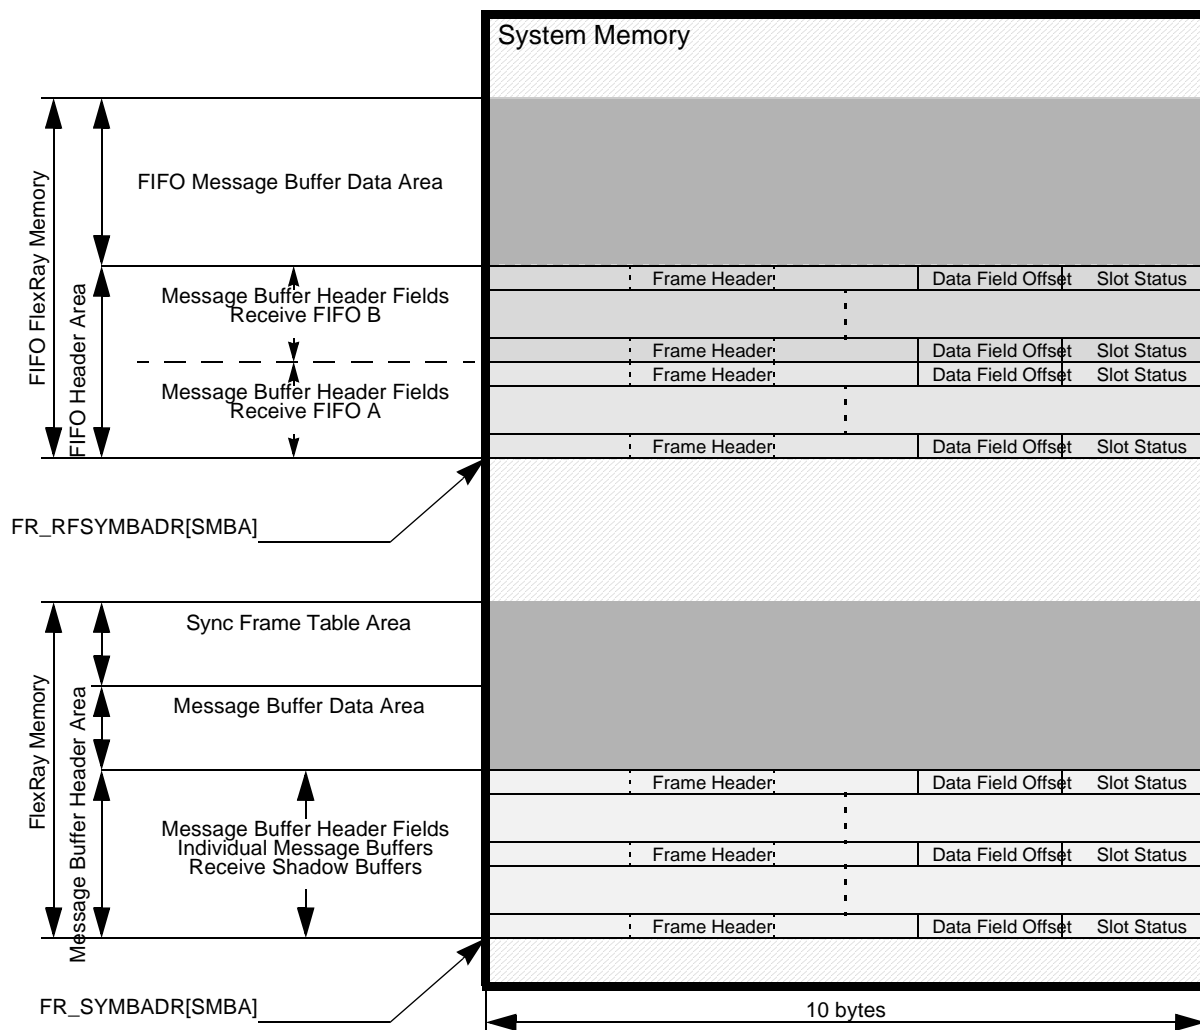 System Memory
FIFO FlexRay Memory
FIFO Message Buffer Data Area
FIFO Header Area
Message Buffer Header Fields
Receive FIFO B
Frame Header
Data Field Offset
Slot Status
Frame Header
Data Field Offset
Slot Status
Message Buffer Header Fields
Receive FIFO A
Frame Header
Data Field Offset
Slot Status
Frame Header
Data Field Offset
Slot Status
FR_RFSYMBADR[SMBA]
FlexRay Memory
Sync Frame Table Area
Message Buffer Data Area
Message Buffer Header Area
Message Buffer Header Fields
Individual Message Buffers
Receive Shadow Buffers
Frame Header
Data Field Offset
Slot Status
Frame Header
Data Field Offset
Slot Status
Frame Header
Data Field Offset
Slot Status
FR_SYMBADR[SMBA]
10 bytes